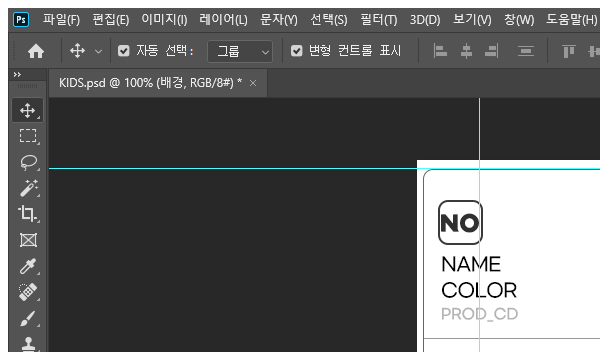 Ps 파일(F) 편집(E) 이미지(I) 레이어(L) 문자(Y) 선택(S) 필터(T) 3D(D) 보기(V) 창(W) 도움말(H)
자동 선택: 그룹 변형 컨트롤 표시
KIDS.psd @ 100% (배경, RGB/8#) * ×
NO
NAME
COLOR
PROD_CD